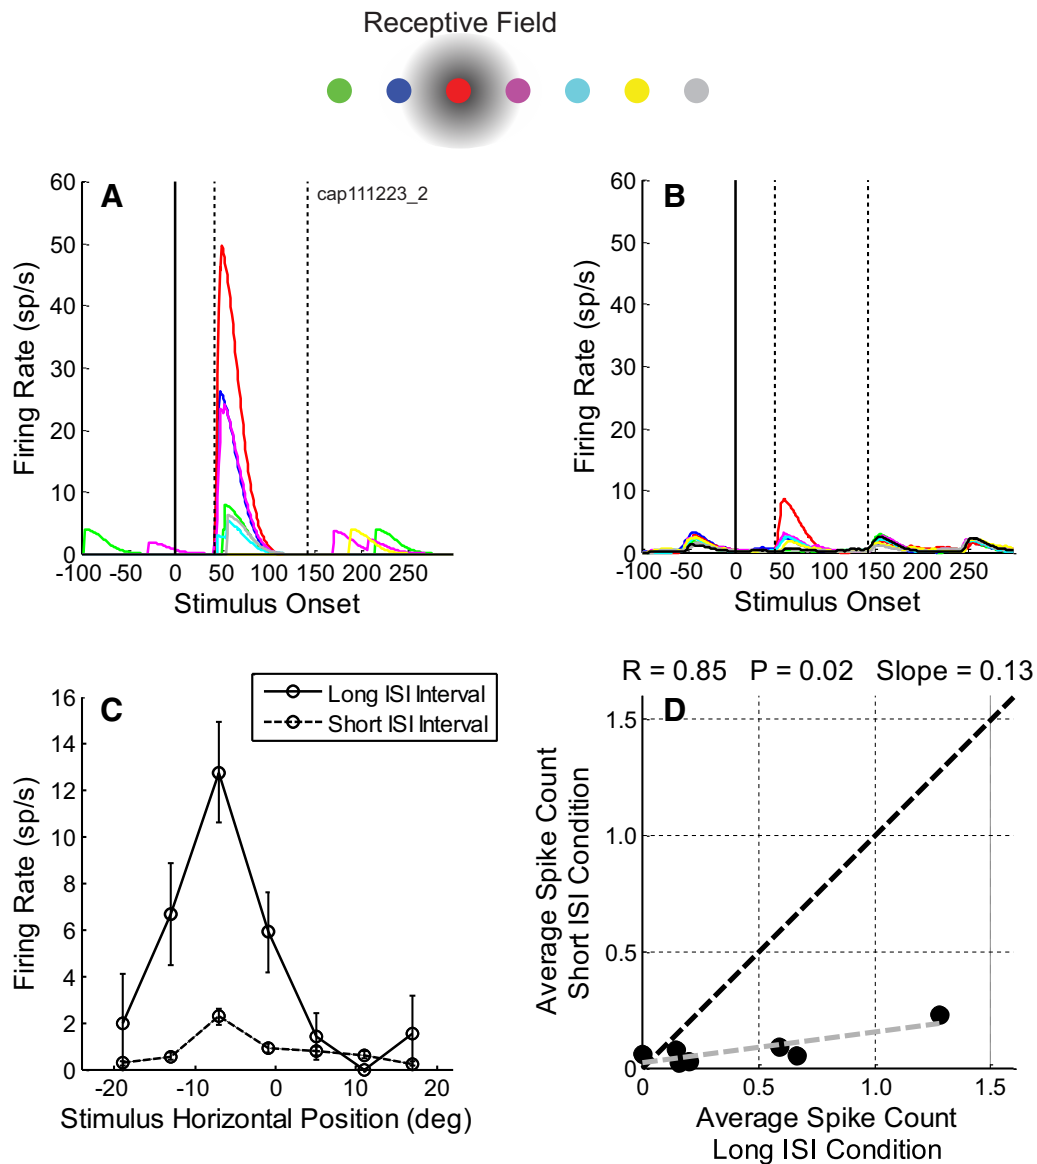 Receptive Field
A
cap111223_2
60
50
40
30
20
10
0
Firing Rate (sp/s)
-100 -50 0 50 100 150 200 250
Stimulus Onset
B
60
50
40
30
20
10
0
Firing Rate (sp/s)
-100 -50 0 50 100 150 200 250
Stimulus Onset
C
Long ISI Interval
Short ISI Interval
16
14
12
10
8
6
4
2
0
Firing Rate (sp/s)
-20 -10 0 10 20
Stimulus Horizontal Position (deg)
R = 0.85 P = 0.02 Slope = 0.13
D
1.5
1.0
0.5
0
Average Spike Count
Short ISI Condition
0 0.5 1.0 1.5
Average Spike Count
Long ISI Condition